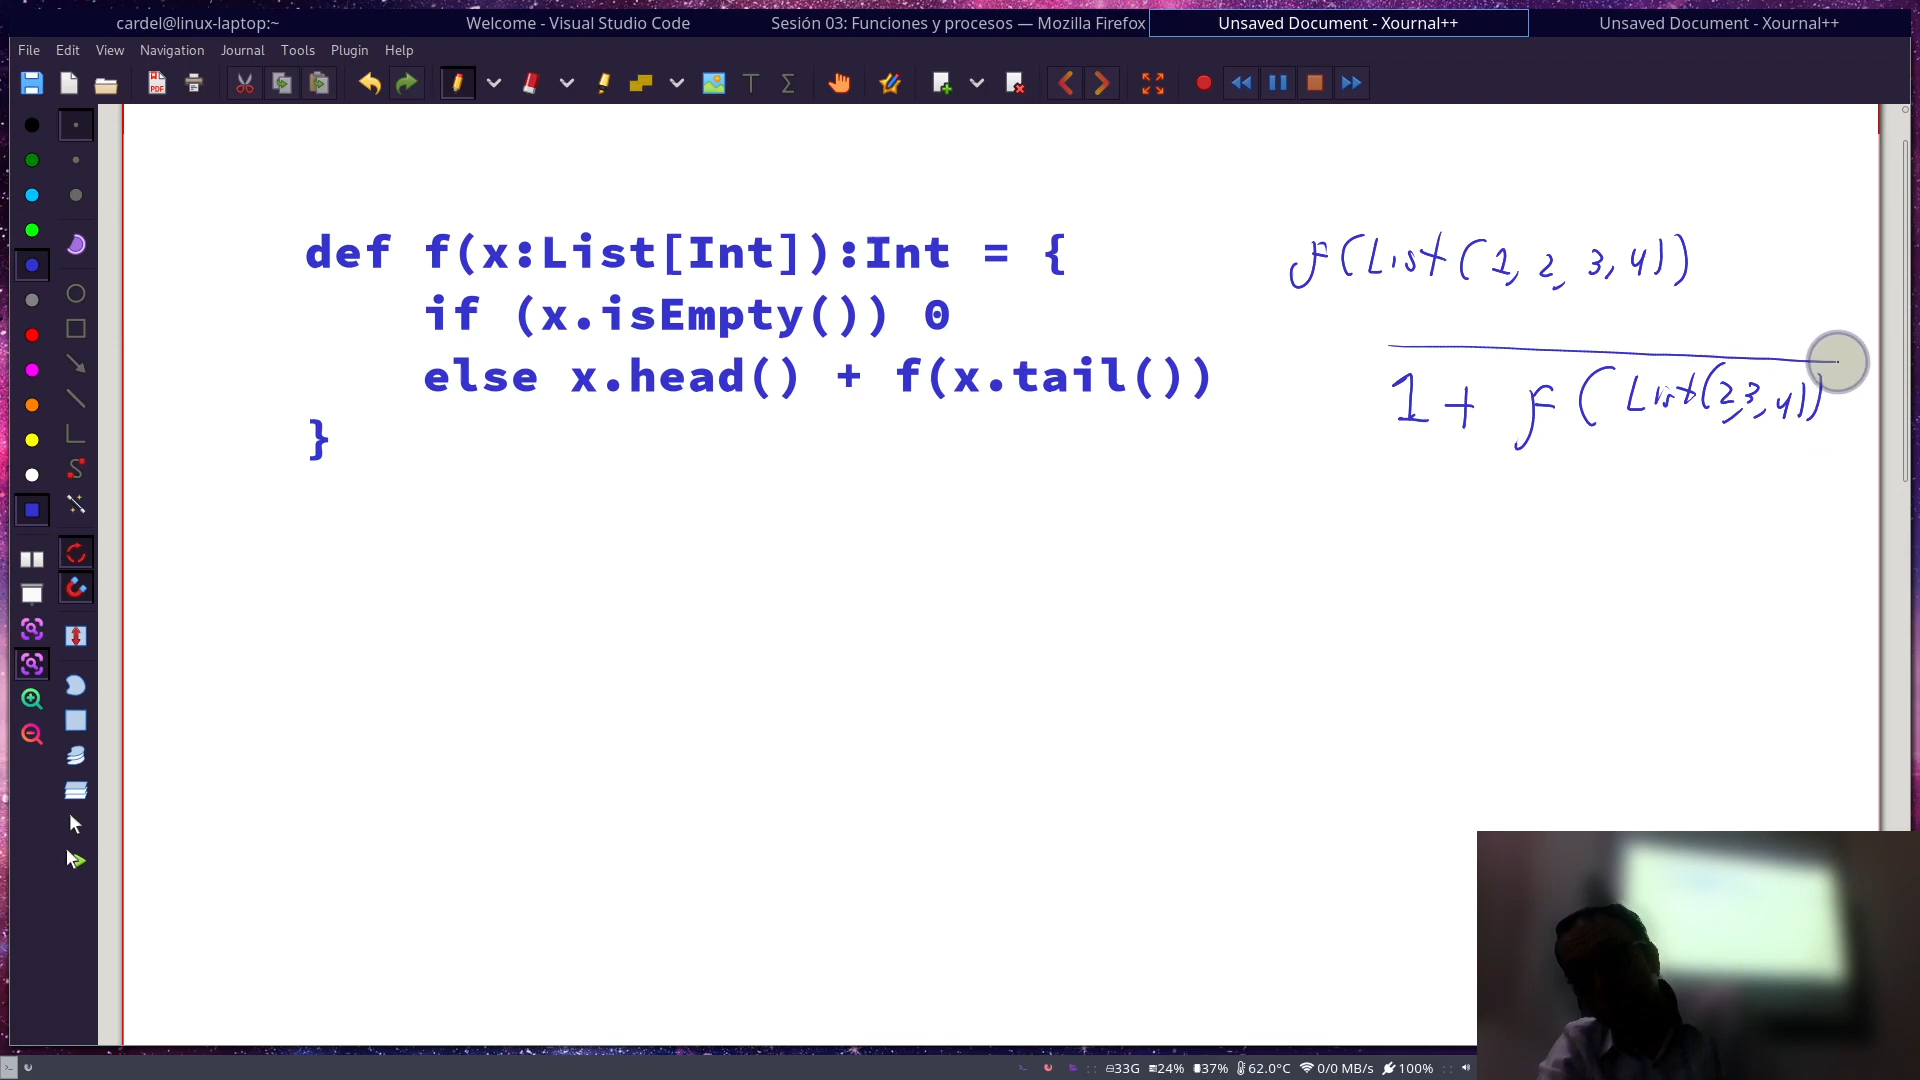 cardel@linux-laptop:~ Welcome - Visual Studio Code Sesión 03: Funciones y procesos — Mozilla Firefox Unsaved Document - Xournal++ Unsaved Document - Xournal++
File Edit View Navigation Journal Tools Plugin Help
def f(x:List[Int]):Int = {
if (x.isEmpty()) 0
else x.head() + f(x.tail())
}
f(List(1, 2, 3, 4))
1 + f(List(2,3,4))
33G 24% 37% 62.0°C 0/0 MB/s 100%